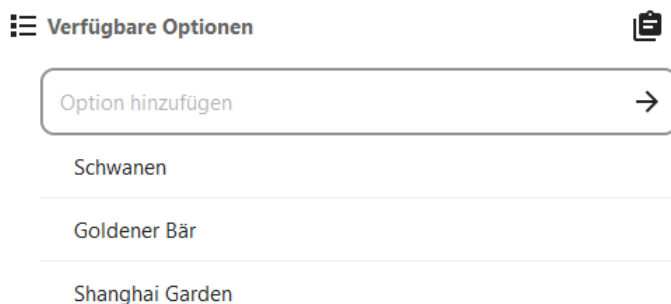 Verfügbare Optionen
Option hinzufügen
Schwanen
Goldener Bär
Shanghai Garden